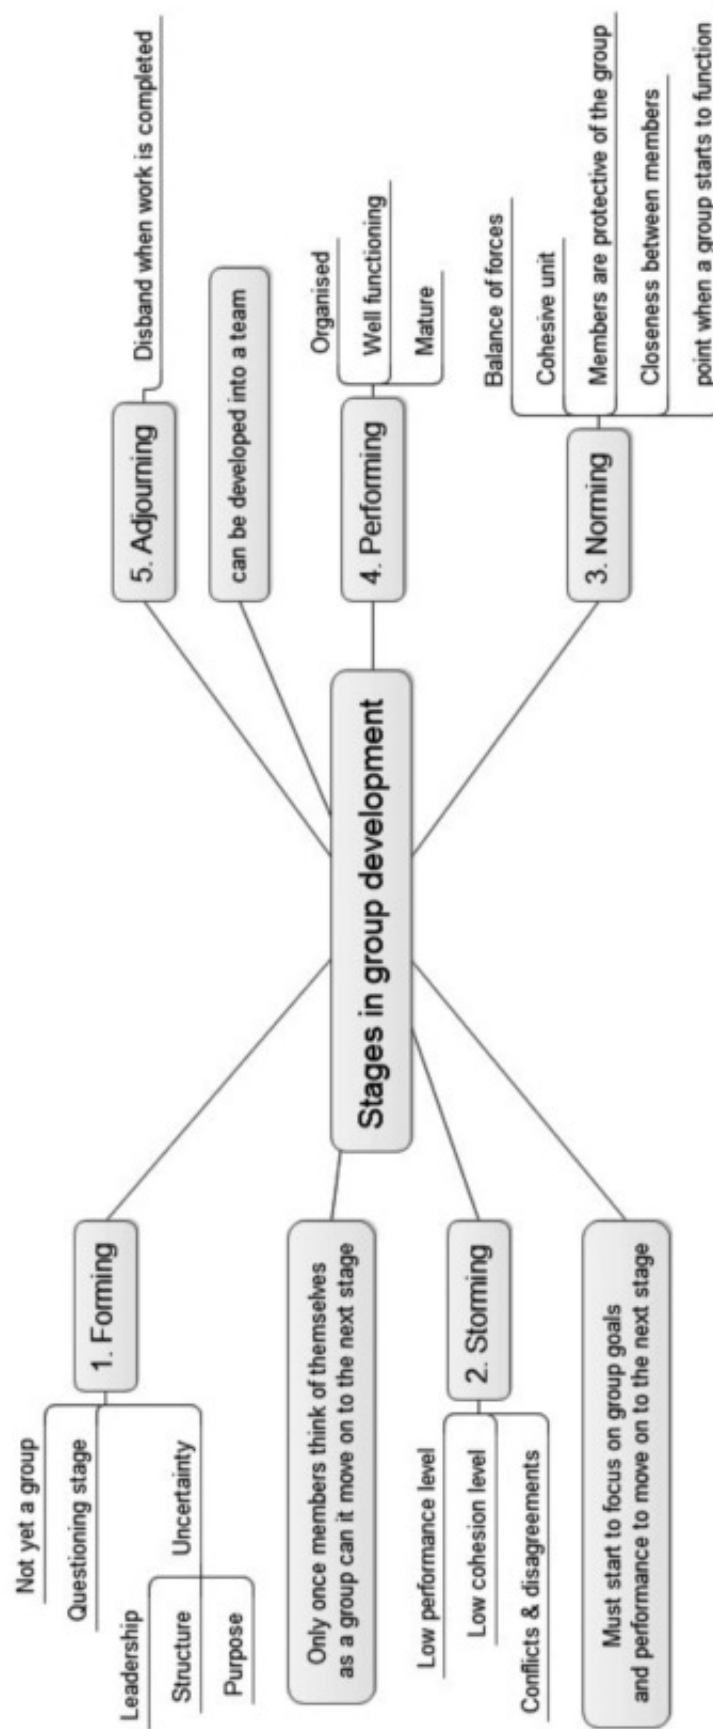 Stages in group development
1. Forming
Not yet a group
Questioning stage
Uncertainty
Leadership
Structure
Purpose
Only once members think of themselves
as a group can it move on to the next stage
2. Storming
Low performance level
Low cohesion level
Conflicts & disagreements
Must start to focus on group goals
and performance to move on to the next stage
5. Adjourning
Disband when work is completed
can be developed into a team
4. Performing
Organised
Well functioning
Mature
3. Norming
Balance of forces
Cohesive unit
Members are protective of the group
Closeness between members
point when a group starts to function